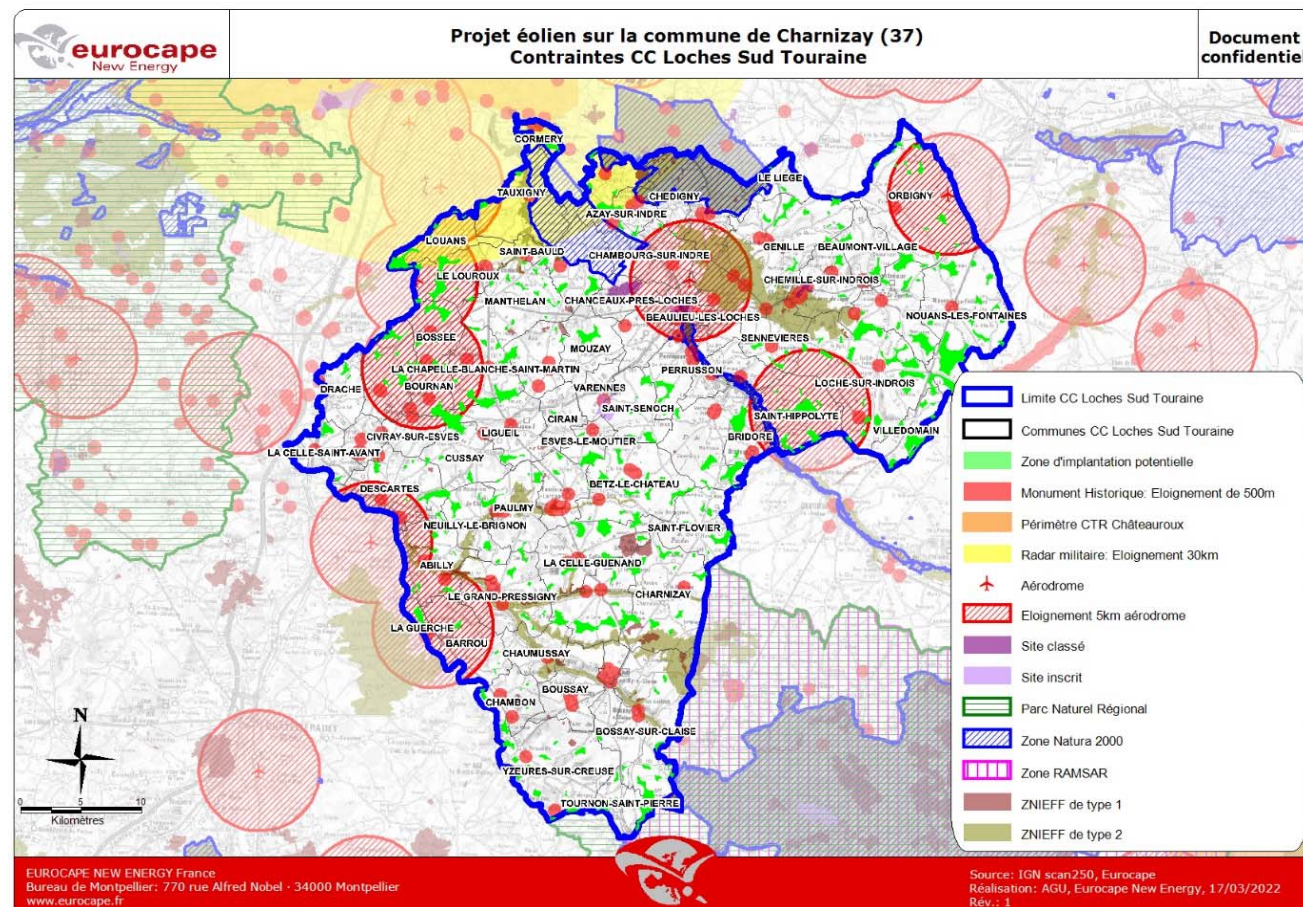 eurocape
New Energy
Projet éolien sur la commune de Charnizay (37)
Contraintes CC Loches Sud Touraine
Document
confidentiel
CORMERY
TAUXIGNY
LE LIEGE
CHEDIGNY
ORBIGNY
AZAY-SUR-INDRE
LOUANS
SAINT-BAULD
GENILLE
BEAUMONT-VILLAGE
CHAMBOURG-SUR-INDRE
LE LOUROUX
CHEMILLE-SUR-INDROIS
MANTHELAN
CHANCEAUX-PRES-LOCHES
BEAULIEU-LES-LOCHES
NOUANS-LES-FONTAINES
BOSSEE
MOUZAY
SENNEVIERES
LA CHAPELLE-BLANCHE-SAINT-MARTIN
PERRUSSON
DRACHE
BOURNAN
VARENNES
LOCHE-SUR-INDROIS
SAINT-SENOCH
SAINT-HIPPOLYTE
CIRAN
LIGUEIL
VILLEDOMAIN
CIVRAY-SUR-ESVES
ESVES-LE-MOUTIER
BRIDORE
LA CELLE-SAINT-AVANT
CUSSAY
BETZ-LE-CHATEAU
DESCARTES
PAULMY
NEUILLY-LE-BRIGNON
SAINT-FLOVIER
ABILLY
LA CELLE-GUENAND
LE GRAND-PRESSIGNY
CHARNIZAY
LA GUERCHE
BARROU
CHAUMUSSAY
BOUSSAY
CHAMBON
BOSSAY-SUR-CLAISE
YZEURES-SUR-CREUSE
TOURNON-SAINT-PIERRE
Limite CC Loches Sud Touraine
Communes CC Loches Sud Touraine
Zone d'implantation potentielle
Monument Historique: Eloignement de 500m
Périmètre CTR Châteauroux
Radar militaire: Eloignement 30km
Aérodrome
Eloignement 5km aérodrome
Site classé
Site inscrit
Parc Naturel Régional
Zone Natura 2000
Zone RAMSAR
ZNIEFF de type 1
ZNIEFF de type 2
N
0 5 10
Kilomètres
EUROCAPE NEW ENERGY France
Bureau de Montpellier: 770 rue Alfred Nobel · 34000 Montpellier
www.eurocape.fr
Source: IGN scan250, Eurocape
Réalisation: AGU, Eurocape New Energy, 17/03/2022
Rév.: 1